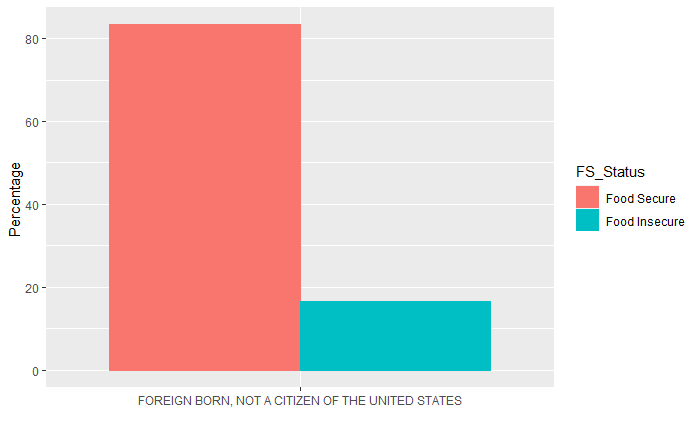 80
60
40
20
0
Percentage
FOREIGN BORN, NOT A CITIZEN OF THE UNITED STATES
FS_Status
Food Secure
Food Insecure